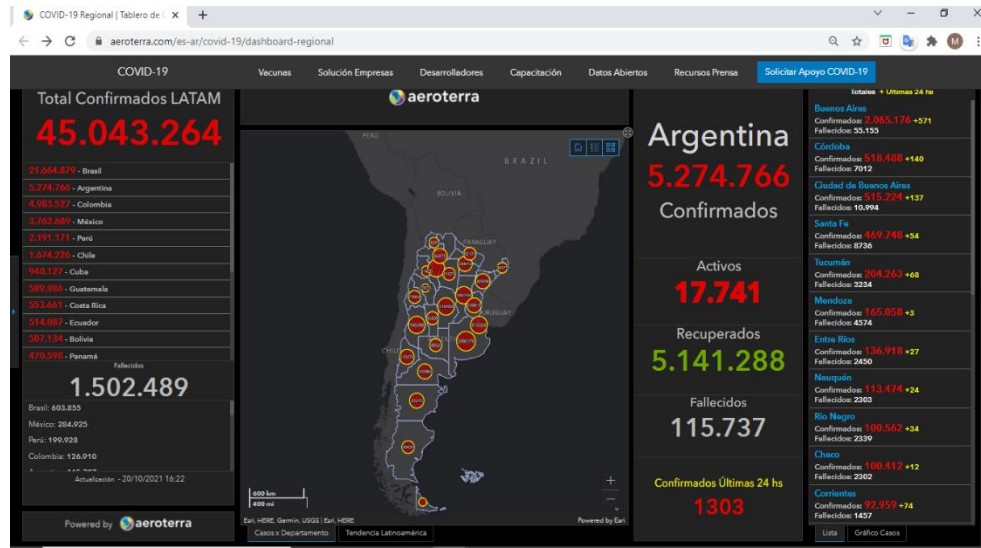 COVID-19 Regional | Tablero de
aeroterra.com/es-ar/covid-19/dashboard-regional
M
COVID-19
Vacunas
Solución Empresas
Desarrolladores
Capacitación
Datos Abiertos
Recursos Prensa
Solicitar Apoyo COVID-19
Total Confirmados LATAM
45.043.264
21.664.879 - Brasil
5.274.766 - Argentina
4.983.527 - Colombia
3.762.689 - México
2.191.171 - Perú
1.674.226 - Chile
940.127 - Cuba
589.986 - Guatemala
553.661 - Costa Rica
514.087 - Ecuador
507.134 - Bolivia
470.598 - Panamá
Fallecidos
1.502.489
Brasil: 603.855
México: 284.925
Perú: 199.928
Colombia: 126.910
Actualización - 20/10/2021 16:22
Powered by aeroterra
aeroterra
PERÚ
BRAZIL
BOLIVIA
PARAGUAY
URUGUAY
CHILE
600 km
400 mi
Esri, HERE, Garmin, USGS | Esri, HERE
Powered by Esri
Casos x Departamento
Tendencia Latinoamérica
Argentina
5.274.766
Confirmados
Activos
17.741
Recuperados
5.141.288
Fallecidos
115.737
Confirmados Últimas 24 hs
1303
Totales + Ultimas 24 hs
Buenos Aires
Confirmados: 2.065.176 +571
Fallecidos: 55.155
Córdoba
Confirmados: 518.488 +140
Fallecidos: 7012
Ciudad de Buenos Aires
Confirmados: 515.224 +137
Fallecidos: 10.994
Santa Fe
Confirmados: 469.748 +54
Fallecidos: 8736
Tucumán
Confirmados: 204.263 +68
Fallecidos: 3234
Mendoza
Confirmados: 165.058 +3
Fallecidos: 4574
Entre Ríos
Confirmados: 136.918 +27
Fallecidos: 2450
Neuquén
Confirmados: 113.474 +24
Fallecidos: 2303
Río Negro
Confirmados: 100.562 +34
Fallecidos: 2339
Chaco
Confirmados: 100.412 +12
Fallecidos: 2302
Corrientes
Confirmados: 92.959 +74
Fallecidos: 1457
Lista
Gráfico Casos